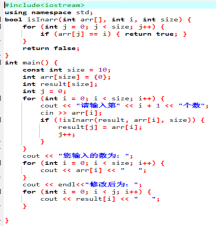 #include<iostream>
using namespace std;
bool isInarr(int arr[], int i, int size) {
for (int j = 0; j < size; j++) {
if (arr[j] == i) { return true; }
}
return false;
}
int main() {
const int size = 10;
int arr[size] = {0};
int result[size];
int j = 0;
for (int i = 0; i < size; i++) {
cout << "请输入第" << i + 1 << "个数";
cin >> arr[i];
if (!isInarr(result, arr[i], size)) {
result[j] = arr[i];
j++;
}
}
cout << "您输入的数为: ";
for (int i = 0; i < size; i++) {
cout << arr[i] << " ";
}
cout << endl<<"修改后为: ";
for (int i = 0; i < j; i++) {
cout << result[i] << " ";
}
}